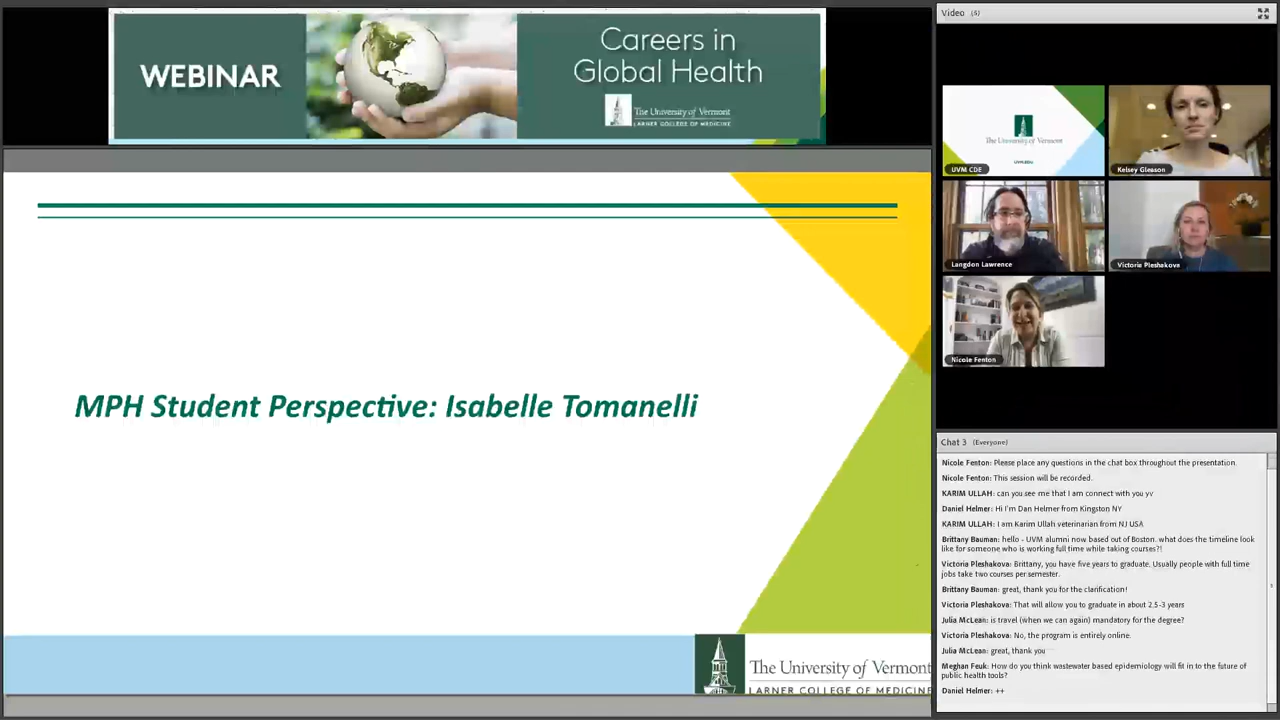 WEBINAR
Careers in
Global Health
The University of Vermont
LARNER COLLEGE OF MEDICINE
MPH Student Perspective: Isabelle Tomanelli
The University of Vermont
LARNER COLLEGE OF MEDICINE
Video (5)
The University of Vermont
UVM.EDU
UVM CDE
Kelsey Gleason
Langdon Lawrence
Victoria Pleshakova
Nicole Fenton
Chat 3 (Everyone)
Nicole Fenton: Please place any questions in the chat box throughout the presentation.
Nicole Fenton: This session will be recorded.
KARIM ULLAH: can you see me that I am connect with you yv
Daniel Helmer: Hi I'm Dan Helmer from Kingston NY
KARIM ULLAH: I am Karim Ullah veterinarian from NJ USA
Brittany Bauman: hello - UVM alumni now based out of Boston. what does the timeline look
like for someone who is working full time while taking courses?!
Victoria Pleshakova: Brittany, you have five years to graduate. Usually people with full time
jobs take two courses per semester.
Brittany Bauman: great, thank you for the clarification!
Victoria Pleshakova: That will allow you to graduate in about 2.5-3 years
Julia McLean: is travel (when we can again) mandatory for the degree?
Victoria Pleshakova: No, the program is entirely online.
Julia McLean: great, thank you
Meghan Feuk: How do you think wastewater based epidemiology will fit in to the future of
public health tools?
Daniel Helmer: ++